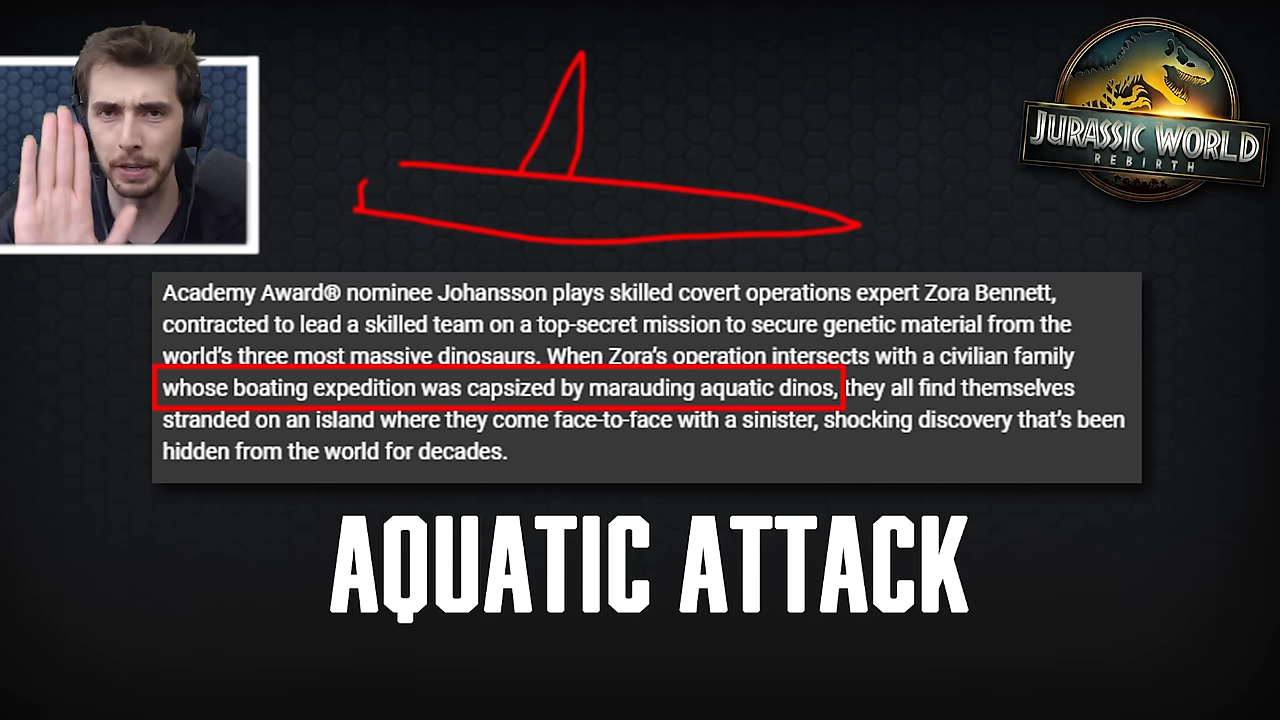 JURASSIC WORLD
REBIRTH
Academy Award® nominee Johansson plays skilled covert operations expert Zora Bennett,
contracted to lead a skilled team on a top-secret mission to secure genetic material from the
world's three most massive dinosaurs. When Zora's operation intersects with a civilian family
whose boating expedition was capsized by marauding aquatic dinos, they all find themselves
stranded on an island where they come face-to-face with a sinister, shocking discovery that's been
hidden from the world for decades.
AQUATIC ATTACK